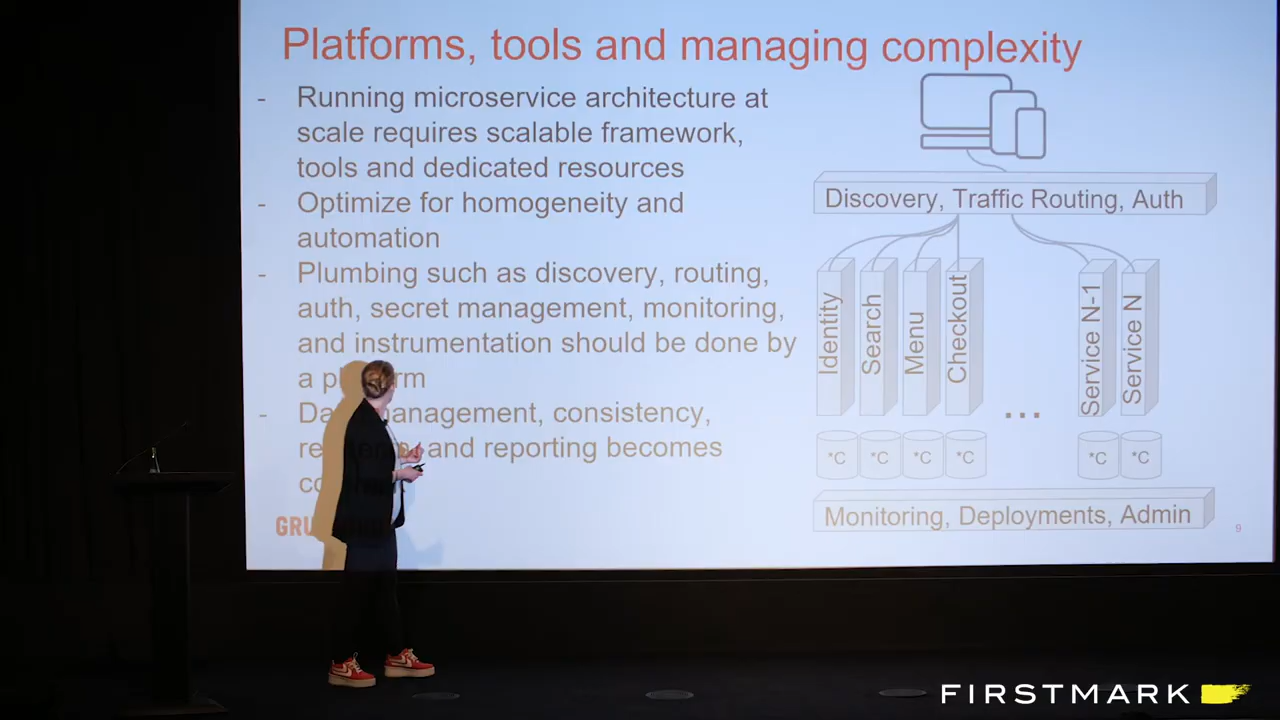 Platforms, tools and managing complexity
- Running microservice architecture at
scale requires scalable framework,
tools and dedicated resources
- Optimize for homogeneity and
automation
- Plumbing such as discovery, routing,
auth, secret management, monitoring,
and instrumentation should be done by
a
- management, consistency,
and reporting becomes
Discovery, Traffic Routing, Auth
Identity
Search
Menu
Checkout
...
Service N-1
Service N
*C *C *C *C *C *C
Monitoring, Deployments, Admin
9
FIRSTMARK